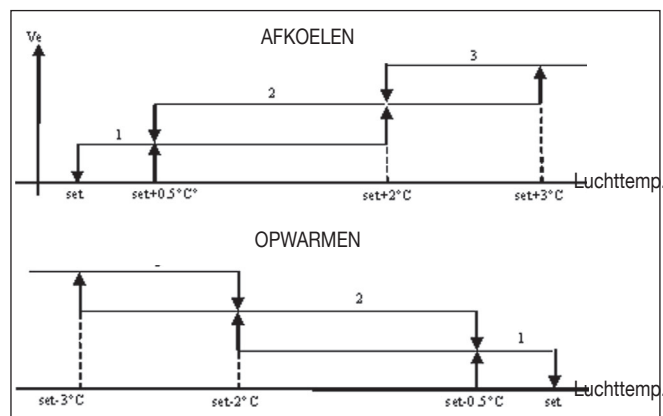 AFKOELEN
Ve
3
2
1
set
set+0.5°C°
set+2°C
set+3°C
Luchttemp.
OPWARMEN
-
2
1
set-3°C
set-2°C
set-0.5°C
set
Luchttemp.